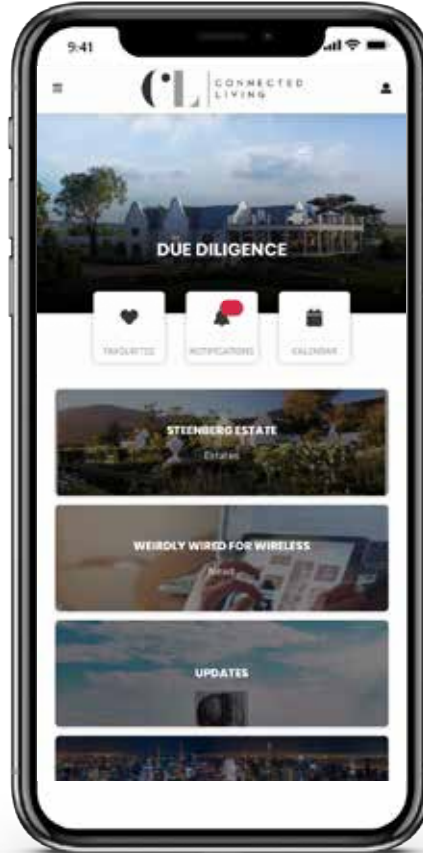 9:41
CL CONNECTED
LIVING
DUE DILIGENCE
FAVOURITES
NOTIFICATIONS
CALENDAR
STEENBERG ESTATE
Estates
WEIRDLY WIRED FOR WIRELESS
News
UPDATES